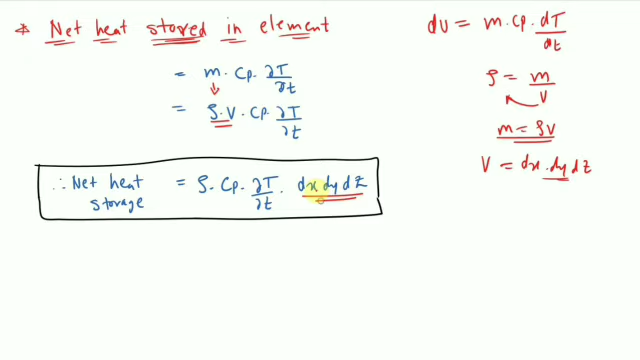 * Net heat stored in element
= m . Cp . ∂T/∂t
= ρ . V . Cp . ∂T/∂t
∴ Net heat storage = ρ . Cp . ∂T/∂t . dx dy dz
du = m . Cp . dT/dt
ρ = m/V
m = ρV
V = dx . dy dz